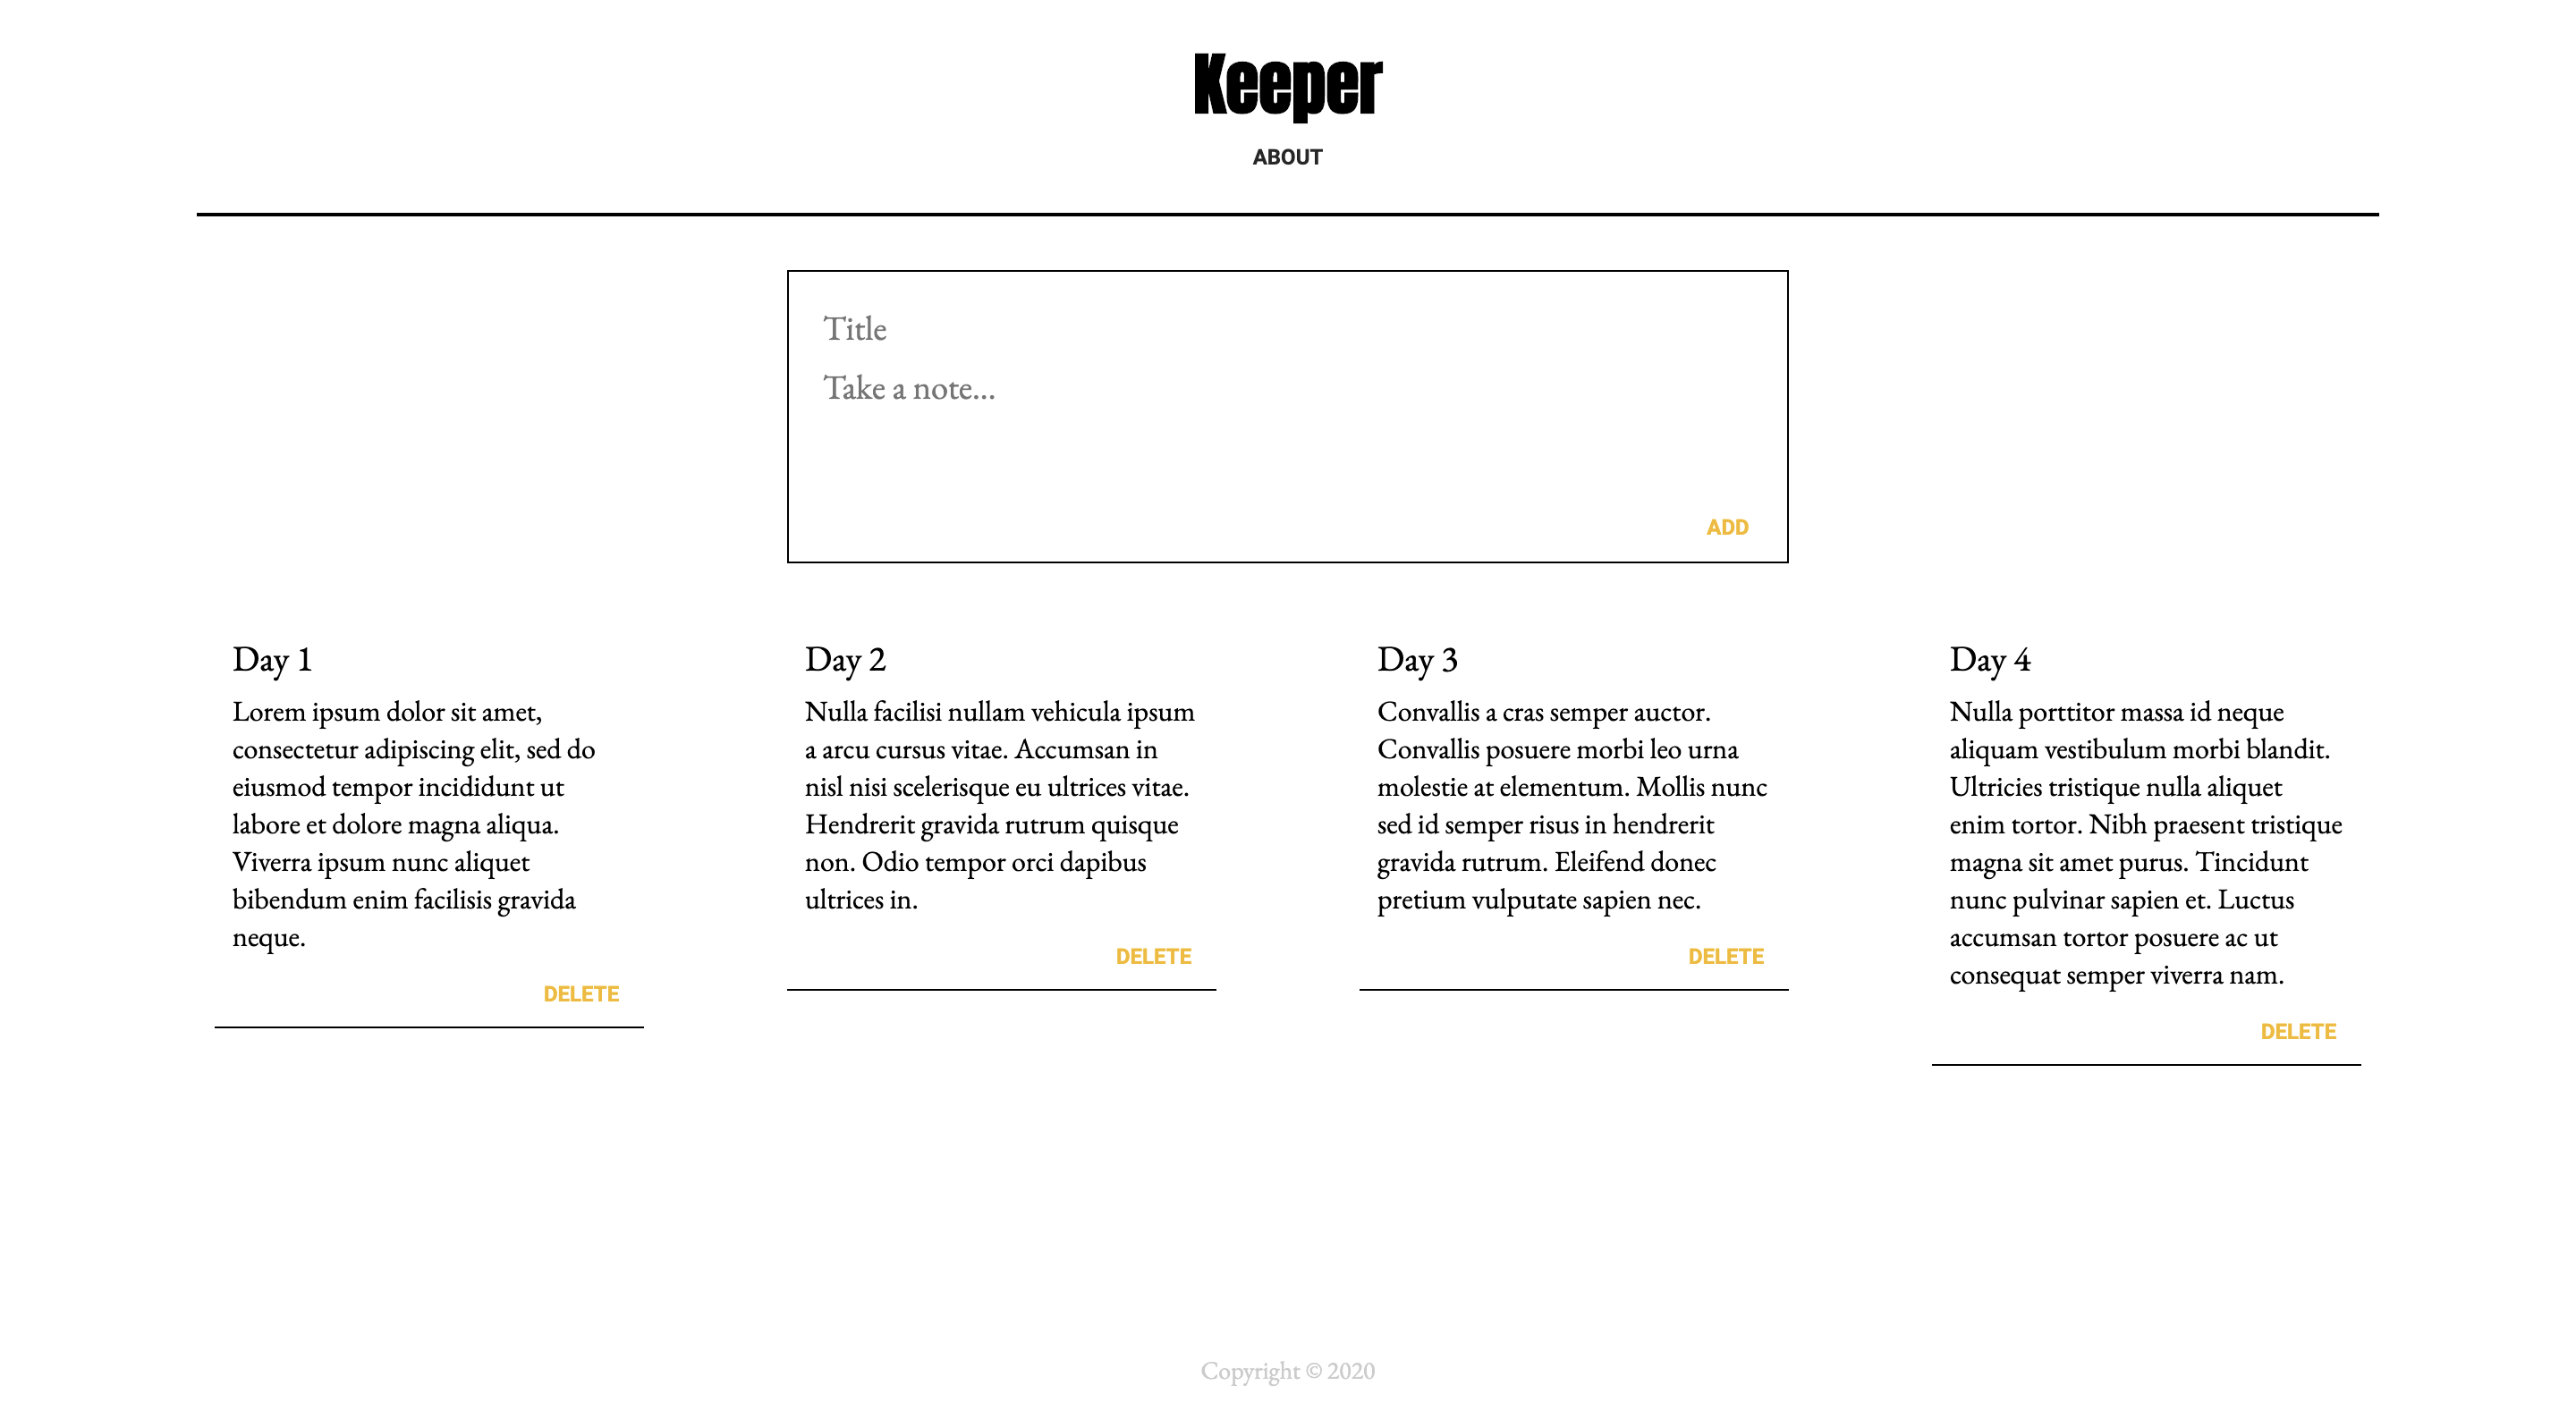 Keeper
ABOUT
Title
Take a note...
ADD
Day 1
Lorem ipsum dolor sit amet,
consectetur adipiscing elit, sed do
eiusmod tempor incididunt ut
labore et dolore magna aliqua.
Viverra ipsum nunc aliquet
bibendum enim facilisis gravida
neque.
DELETE
Day 2
Nulla facilisi nullam vehicula ipsum
a arcu cursus vitae. Accumsan in
nisl nisi scelerisque eu ultrices vitae.
Hendrerit gravida rutrum quisque
non. Odio tempor orci dapibus
ultrices in.
DELETE
Day 3
Convallis a cras semper auctor.
Convallis posuere morbi leo urna
molestie at elementum. Mollis nunc
sed id semper risus in hendrerit
gravida rutrum. Eleifend donec
pretium vulputate sapien nec.
DELETE
Day 4
Nulla porttitor massa id neque
aliquam vestibulum morbi blandit.
Ultricies tristique nulla aliquet
enim tortor. Nibh praesent tristique
magna sit amet purus. Tincidunt
nunc pulvinar sapien et. Luctus
accumsan tortor posuere ac ut
consequat semper viverra nam.
DELETE
Copyright © 2020